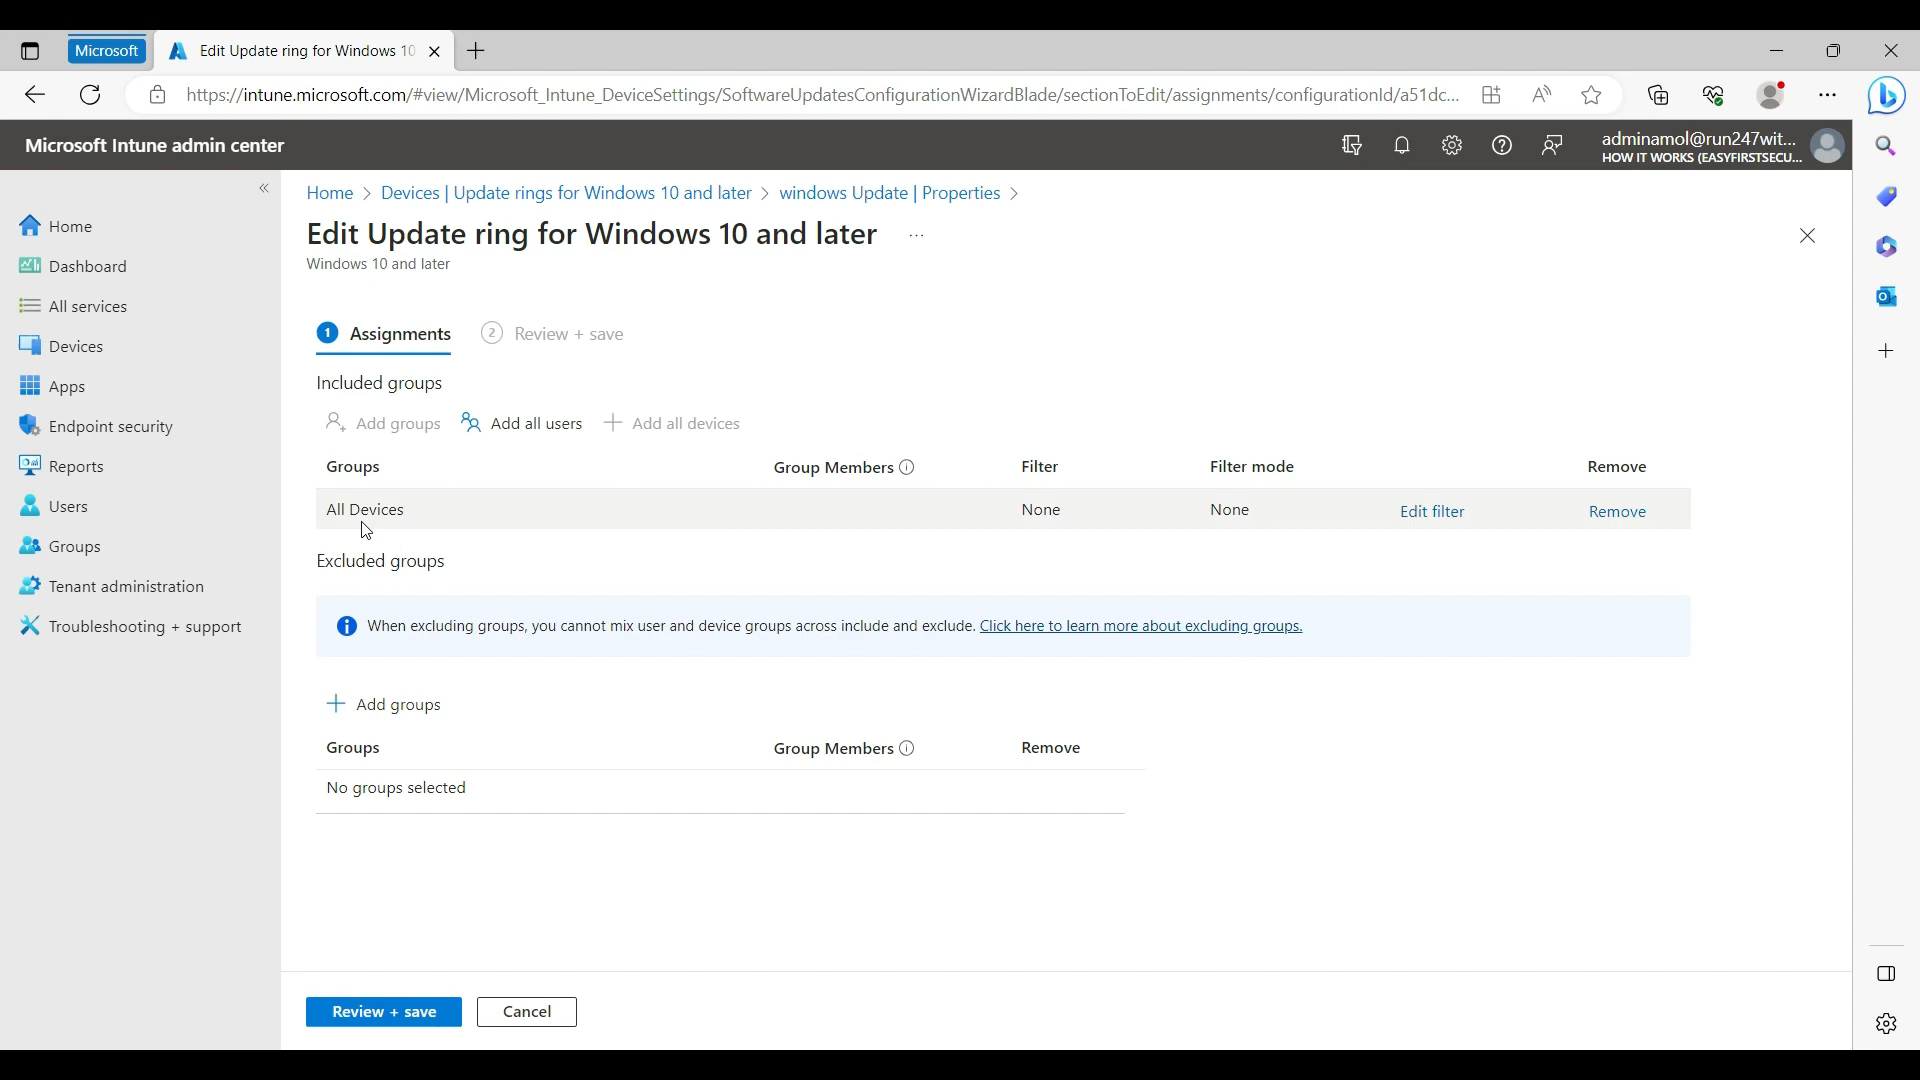 Microsoft
Edit Update ring for Windows 10
https://intune.microsoft.com/#view/Microsoft_Intune_DeviceSettings/SoftwareUpdatesConfigurationWizardBlade/sectionToEdit/assignments/configurationId/a51dc...
Microsoft Intune admin center
adminamol@run247wit...
HOW IT WORKS (EASYFIRSTSECU...
Home > Devices | Update rings for Windows 10 and later > windows Update | Properties >
Edit Update ring for Windows 10 and later ...
Windows 10 and later
Home
Dashboard
All services
Devices
Apps
Endpoint security
Reports
Users
Groups
Tenant administration
Troubleshooting + support
1 Assignments 2 Review + save
Included groups
Add groups Add all users Add all devices
Groups Group Members Filter Filter mode Remove
All Devices None None Edit filter Remove
Excluded groups
When excluding groups, you cannot mix user and device groups across include and exclude. Click here to learn more about excluding groups.
Add groups
Groups Group Members Remove
No groups selected
Review + save Cancel